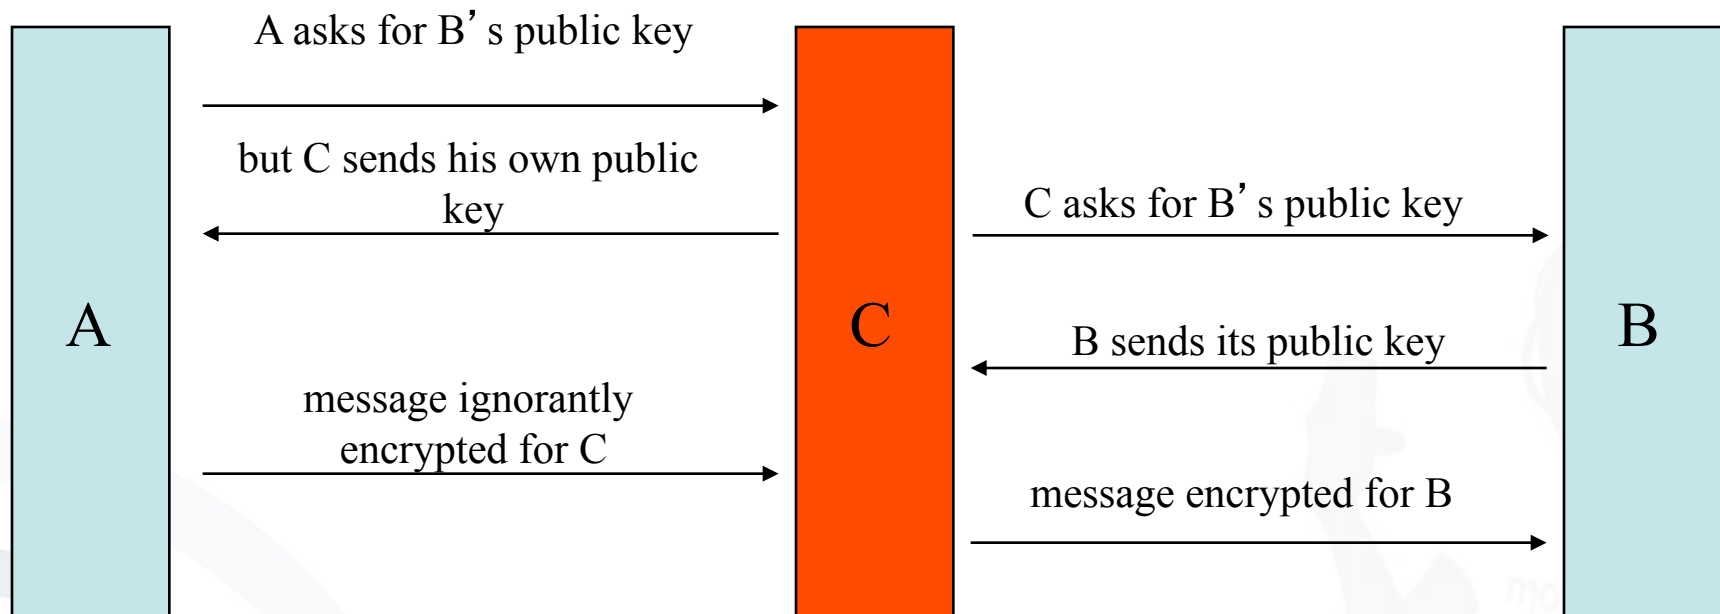 A asks for B’ s public key
but C sends his own public
key
C asks for B’ s public key
A
C
B
B sends its public key
message ignorantly
encrypted for C
message encrypted for B